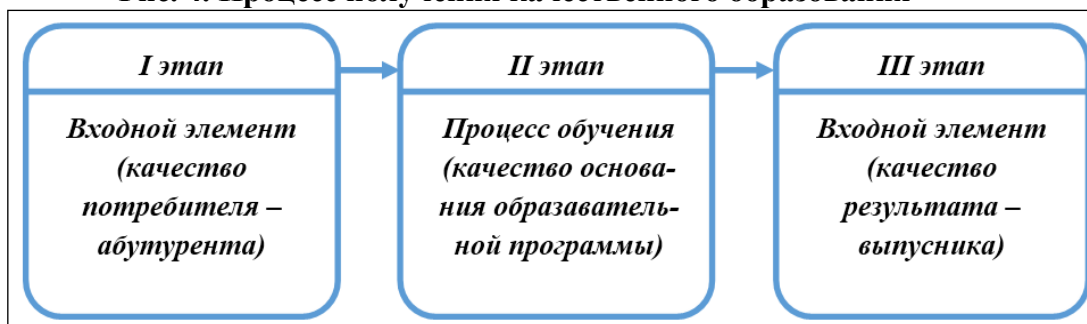 I этап
Входной элемент
(качество
потребителя –
абутурента)
II этап
Процесс обучения
(качество основа-
ния образаватель-
ной программы)
III этап
Входной элемент
(качество
результата –
выпусника)